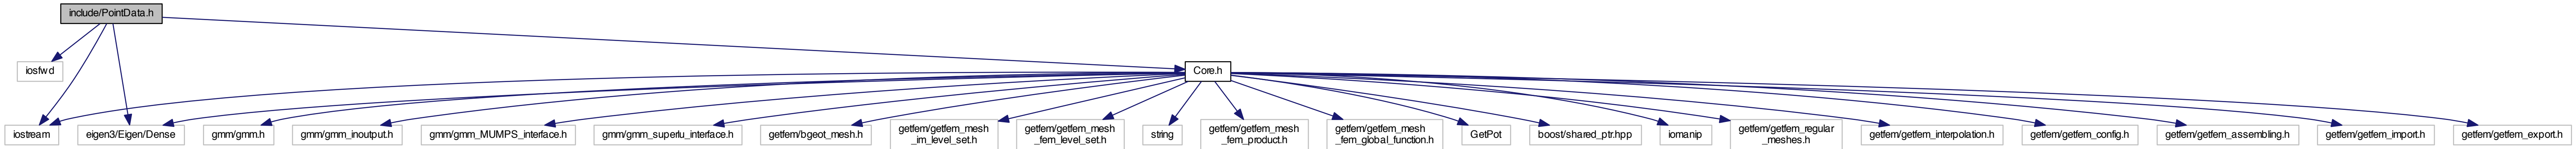 include/PointData.h
iosfwd
Core.h
iostream
eigen3/Eigen/Dense
gmm/gmm.h
gmm/gmm_inoutput.h
gmm/gmm_MUMPS_interface.h
gmm/gmm_superlu_interface.h
getfem/bgeot_mesh.h
getfem/getfem_mesh
_im_level_set.h
getfem/getfem_mesh
_fem_level_set.h
string
getfem/getfem_mesh
_fem_product.h
getfem/getfem_mesh
_fem_global_function.h
GetPot
boost/shared_ptr.hpp
iomanip
getfem/getfem_regular
_meshes.h
getfem/getfem_interpolation.h
getfem/getfem_config.h
getfem/getfem_assembling.h
getfem/getfem_import.h
getfem/getfem_export.h